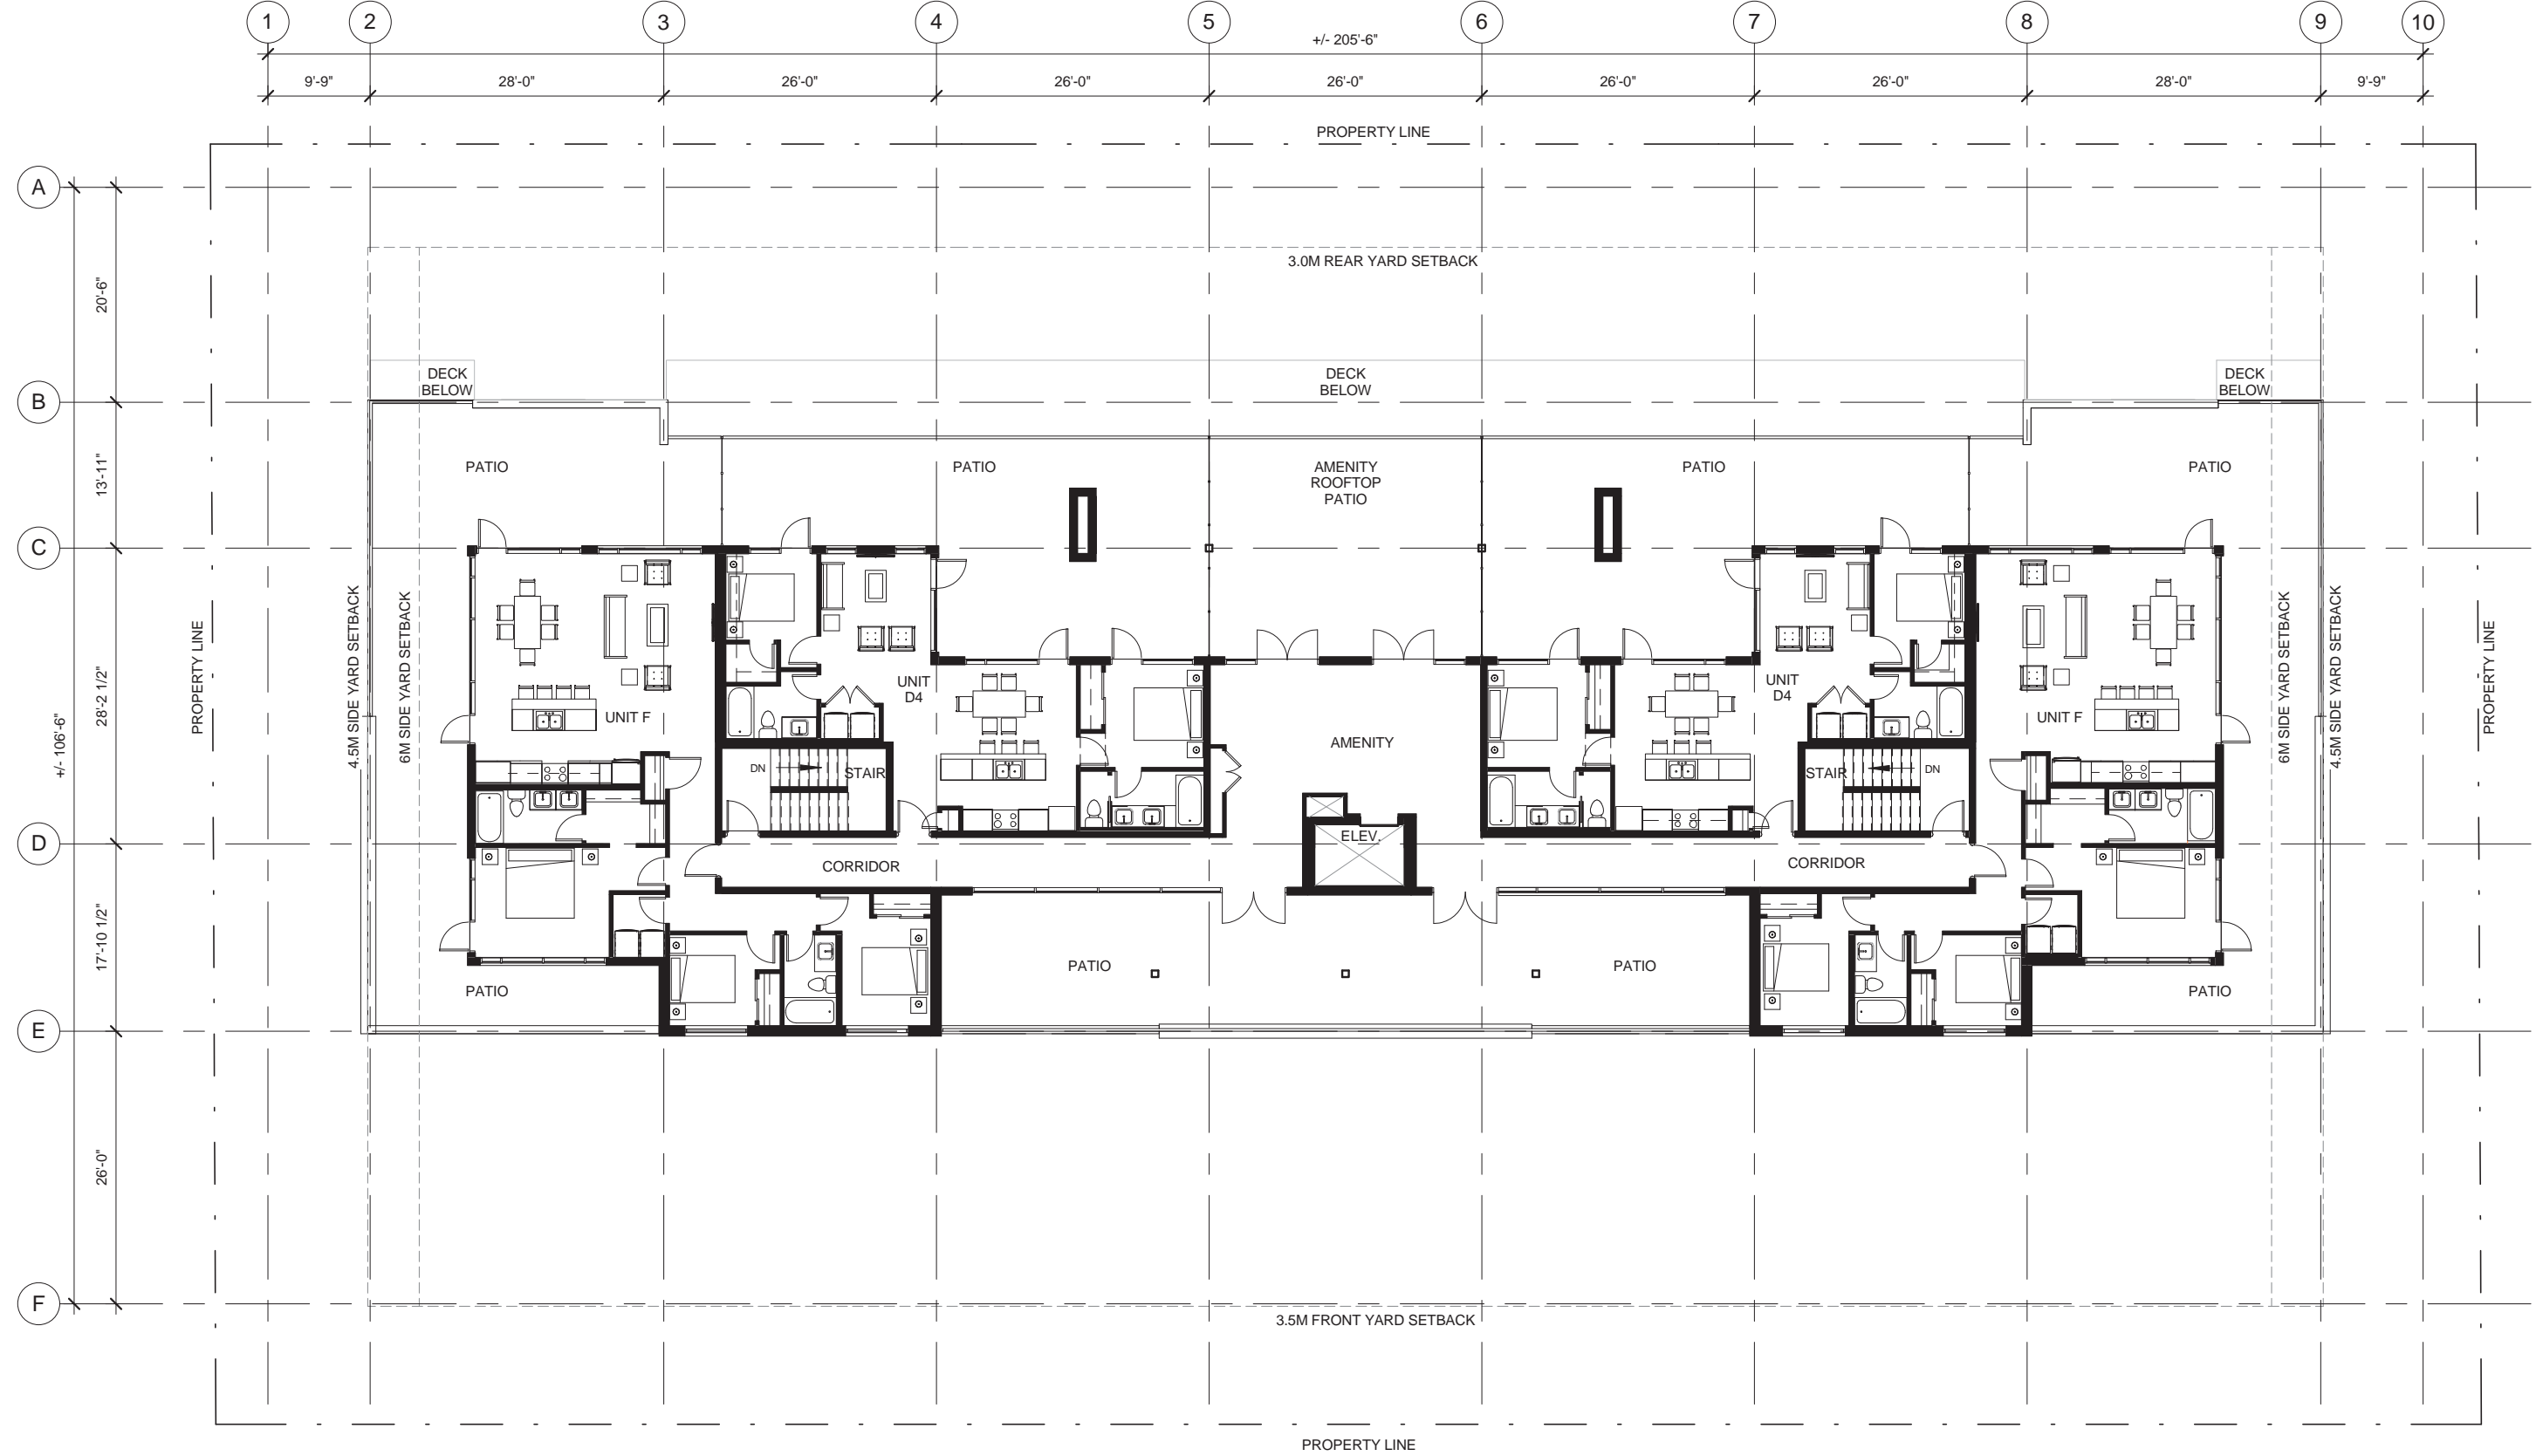 1 2 3 4 5 6 7 8 9 10
+/- 205'-6"
9'-9" 28'-0" 26'-0" 26'-0" 26'-0" 26'-0" 26'-0" 28'-0" 9'-9"
PROPERTY LINE
A
3.0M REAR YARD SETBACK
20'-6"
DECK
BELOW
DECK
BELOW
DECK
BELOW
B
13'-11"
PATIO
PATIO
AMENITY
ROOFTOP
PATIO
PATIO
PATIO
C
+/- 106'-6"
28'-2 1/2"
PROPERTY LINE
4.5M SIDE YARD SETBACK
6M SIDE YARD SETBACK
UNIT F
UNIT
D4
AMENITY
UNIT
D4
UNIT F
6M SIDE YARD SETBACK
4.5M SIDE YARD SETBACK
PROPERTY LINE
DN
STAIR
STAIR
DN
D
ELEV.
CORRIDOR
CORRIDOR
17'-10 1/2"
PATIO
PATIO
PATIO
PATIO
E
26'-0"
F
3.5M FRONT YARD SETBACK
PROPERTY LINE